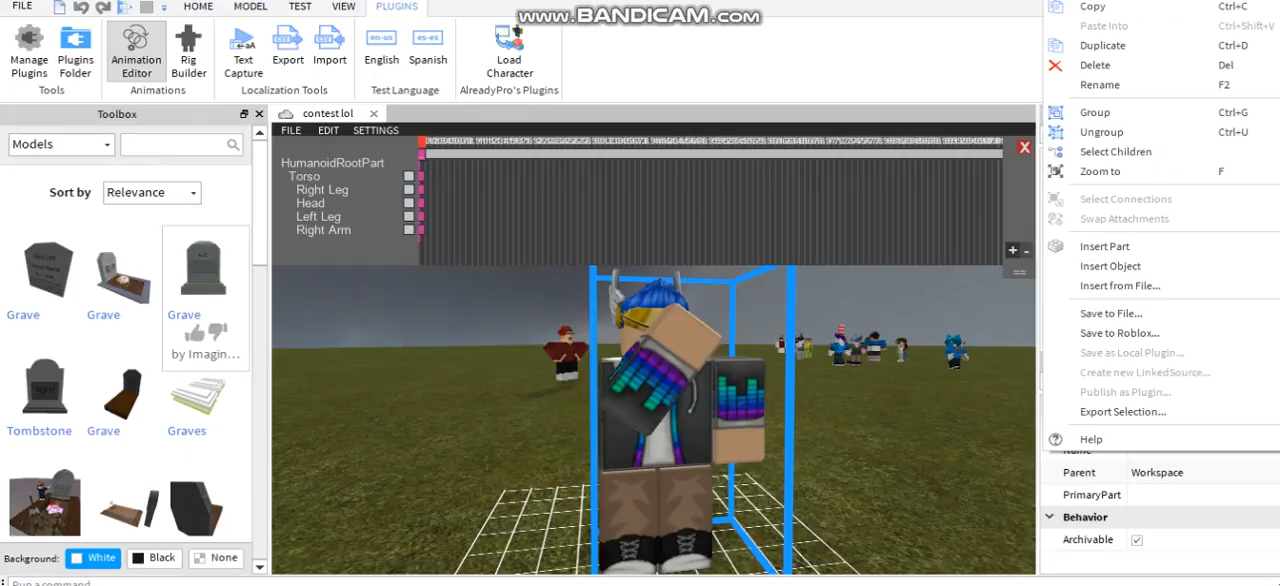 www.BANDICAM.com
FILE HOME MODEL TEST VIEW PLUGINS
Manage Plugins
Plugins Folder
Tools
Animation Editor
Rig Builder
Animations
Text Capture
Export
Import
Localization Tools
en-us
English
es-es
Spanish
Test Language
Load Character
AlreadyPro's Plugins
Toolbox
Models
Sort by Relevance
Grave
Grave
Grave
by Imagin...
Tombstone
Grave
Graves
Background: White Black None
Run a command
contest lol
FILE EDIT SETTINGS
HumanoidRootPart
Torso
Right Leg
Head
Left Leg
Right Arm
X
+ -
Copy Ctrl+C
Paste Into Ctrl+Shift+V
Duplicate Ctrl+D
Delete Del
Rename F2
Group Ctrl+G
Ungroup Ctrl+U
Select Children
Zoom to F
Select Connections
Swap Attachments
Insert Part
Insert Object
Insert from File...
Save to File...
Save to Roblox...
Save as Local Plugin...
Create new LinkedSource...
Publish as Plugin...
Export Selection...
Help
Name
Parent Workspace
PrimaryPart
Behavior
Archivable